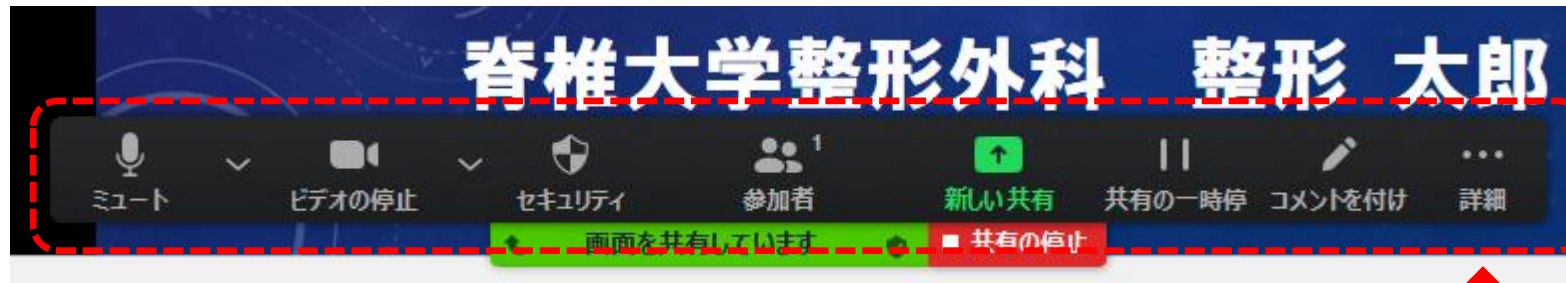 脊椎大学整形外科 整形 太郎
1
ミュート ビデオの停止 セキュリティ 参加者 新しい共有 共有の一時停 コメントを付け 詳細
画面を共有しています 共有の停止